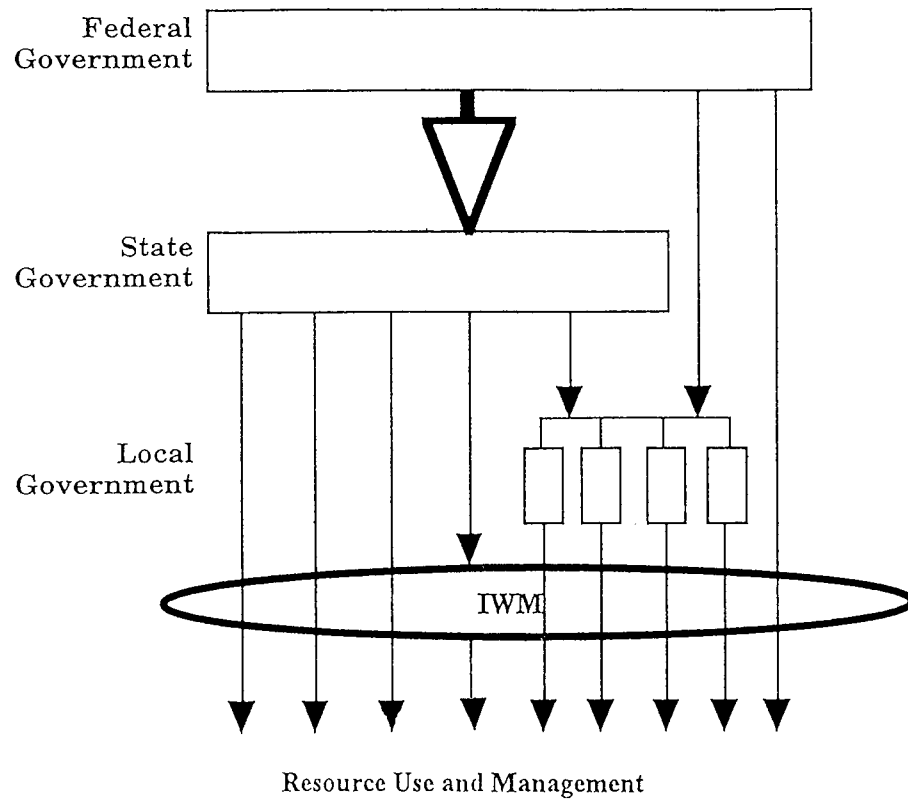 Federal
Government
State
Government
Local
Government
IWM
Resource Use and Management